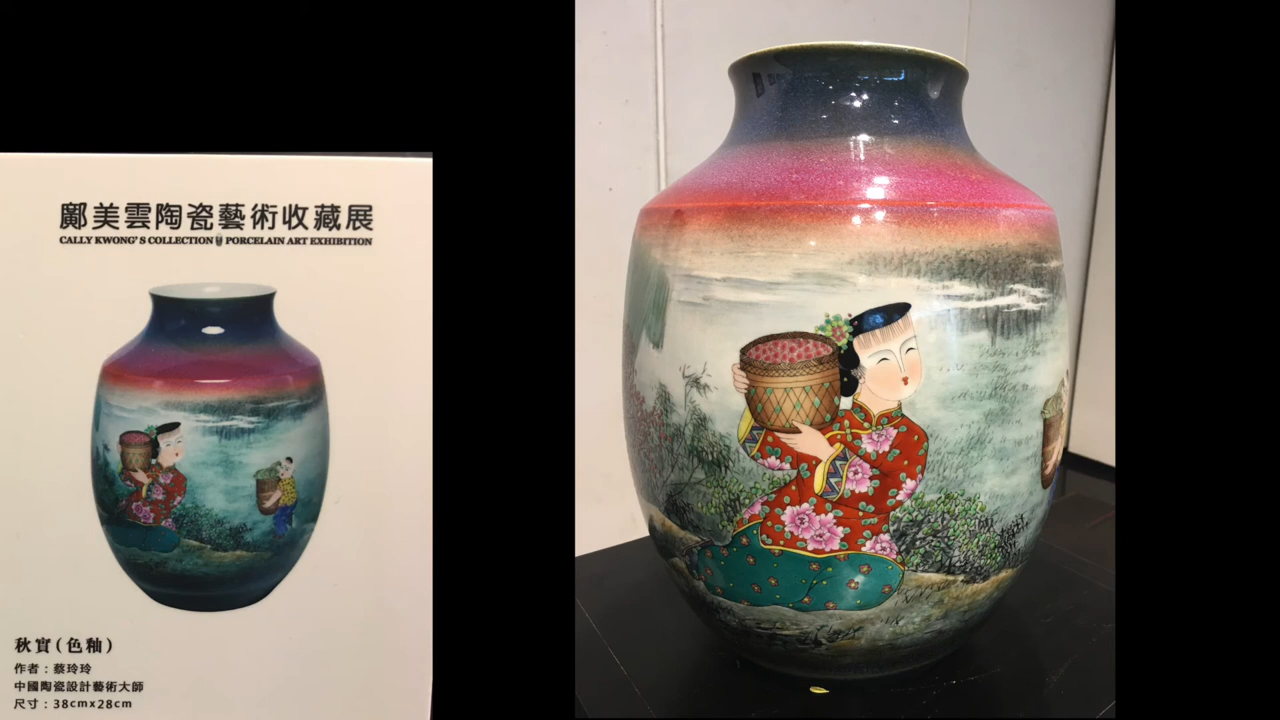 鄺美雲陶瓷藝術收藏展
CALLY KWONG'S COLLECTION PORCELAIN ART EXHIBITION
秋實(色釉)
作者：蔡玲玲
中國陶瓷設計藝術大師
尺寸：38cmx28cm